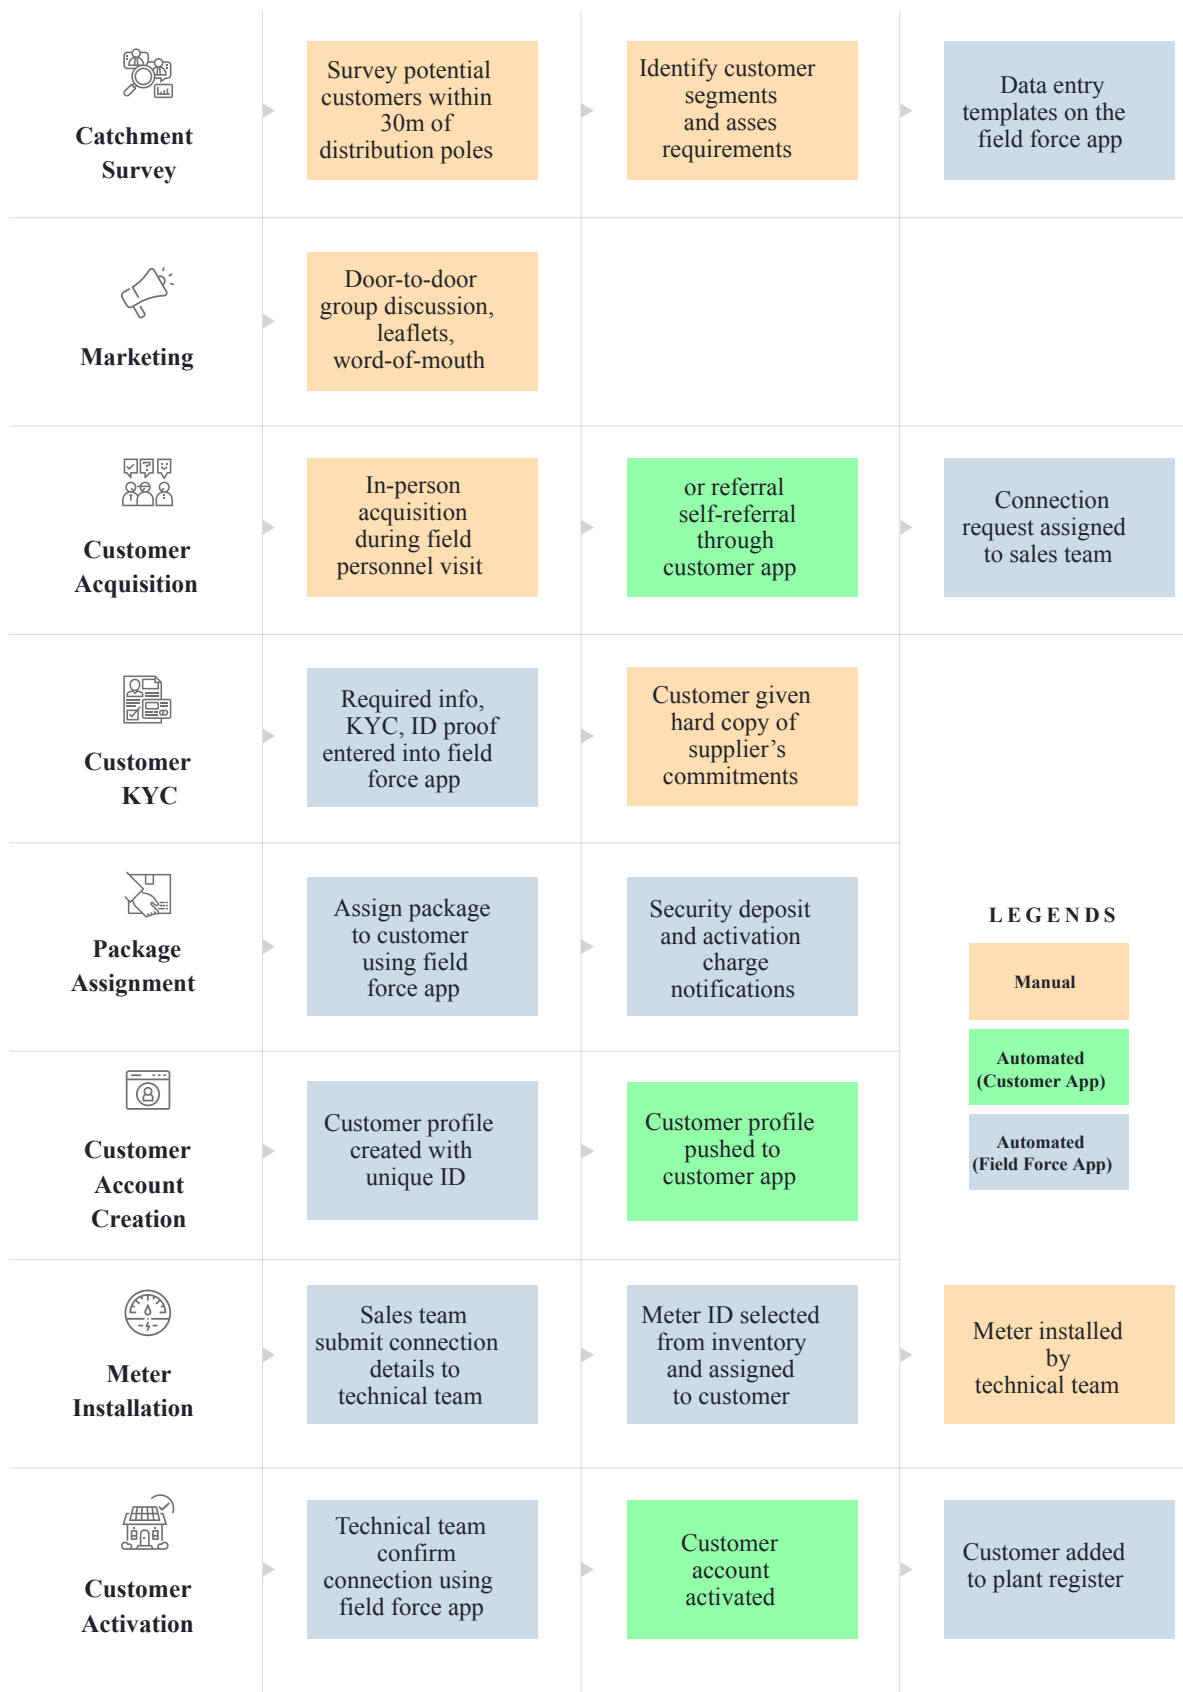 Catchment
Survey
Survey potential
customers within
30m of
distribution poles
Identify customer
segments
and asses
requirements
Data entry
templates on the
field force app
Marketing
Door-to-door
group discussion,
leaflets,
word-of-mouth
Customer
Acquisition
In-person
acquisition
during field
personnel visit
or referral
self-referral
through
customer app
Connection
request assigned
to sales team
Customer
KYC
Required info,
KYC, ID proof
entered into field
force app
Customer given
hard copy of
supplier’s
commitments
Package
Assignment
Assign package
to customer
using field
force app
Security deposit
and activation
charge
notifications
LEGENDS
Manual
Automated
(Customer App)
Automated
(Field Force App)
Customer
Account
Creation
Customer profile
created with
unique ID
Customer profile
pushed to
customer app
Meter
Installation
Sales team
submit connection
details to
technical team
Meter ID selected
from inventory
and assigned
to customer
Meter installed
by
technical team
Customer
Activation
Technical team
confirm
connection using
field force app
Customer
account
activated
Customer added
to plant register